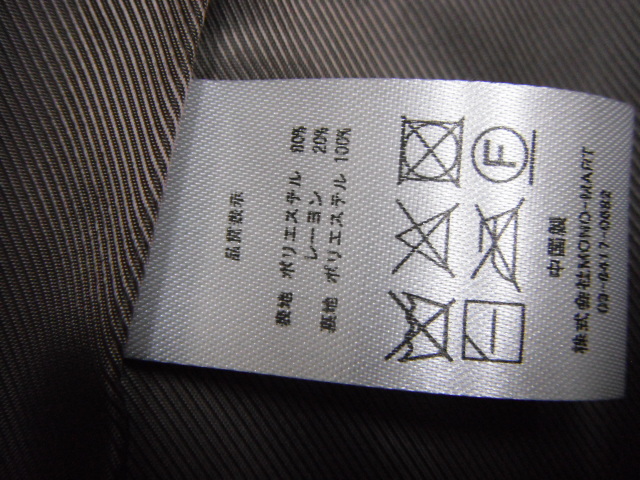 品質表示
表地 ポリエステル 80%
レーヨン 20%
裏地 ポリエステル 100%
F
中国製
株式会社MONO-MART